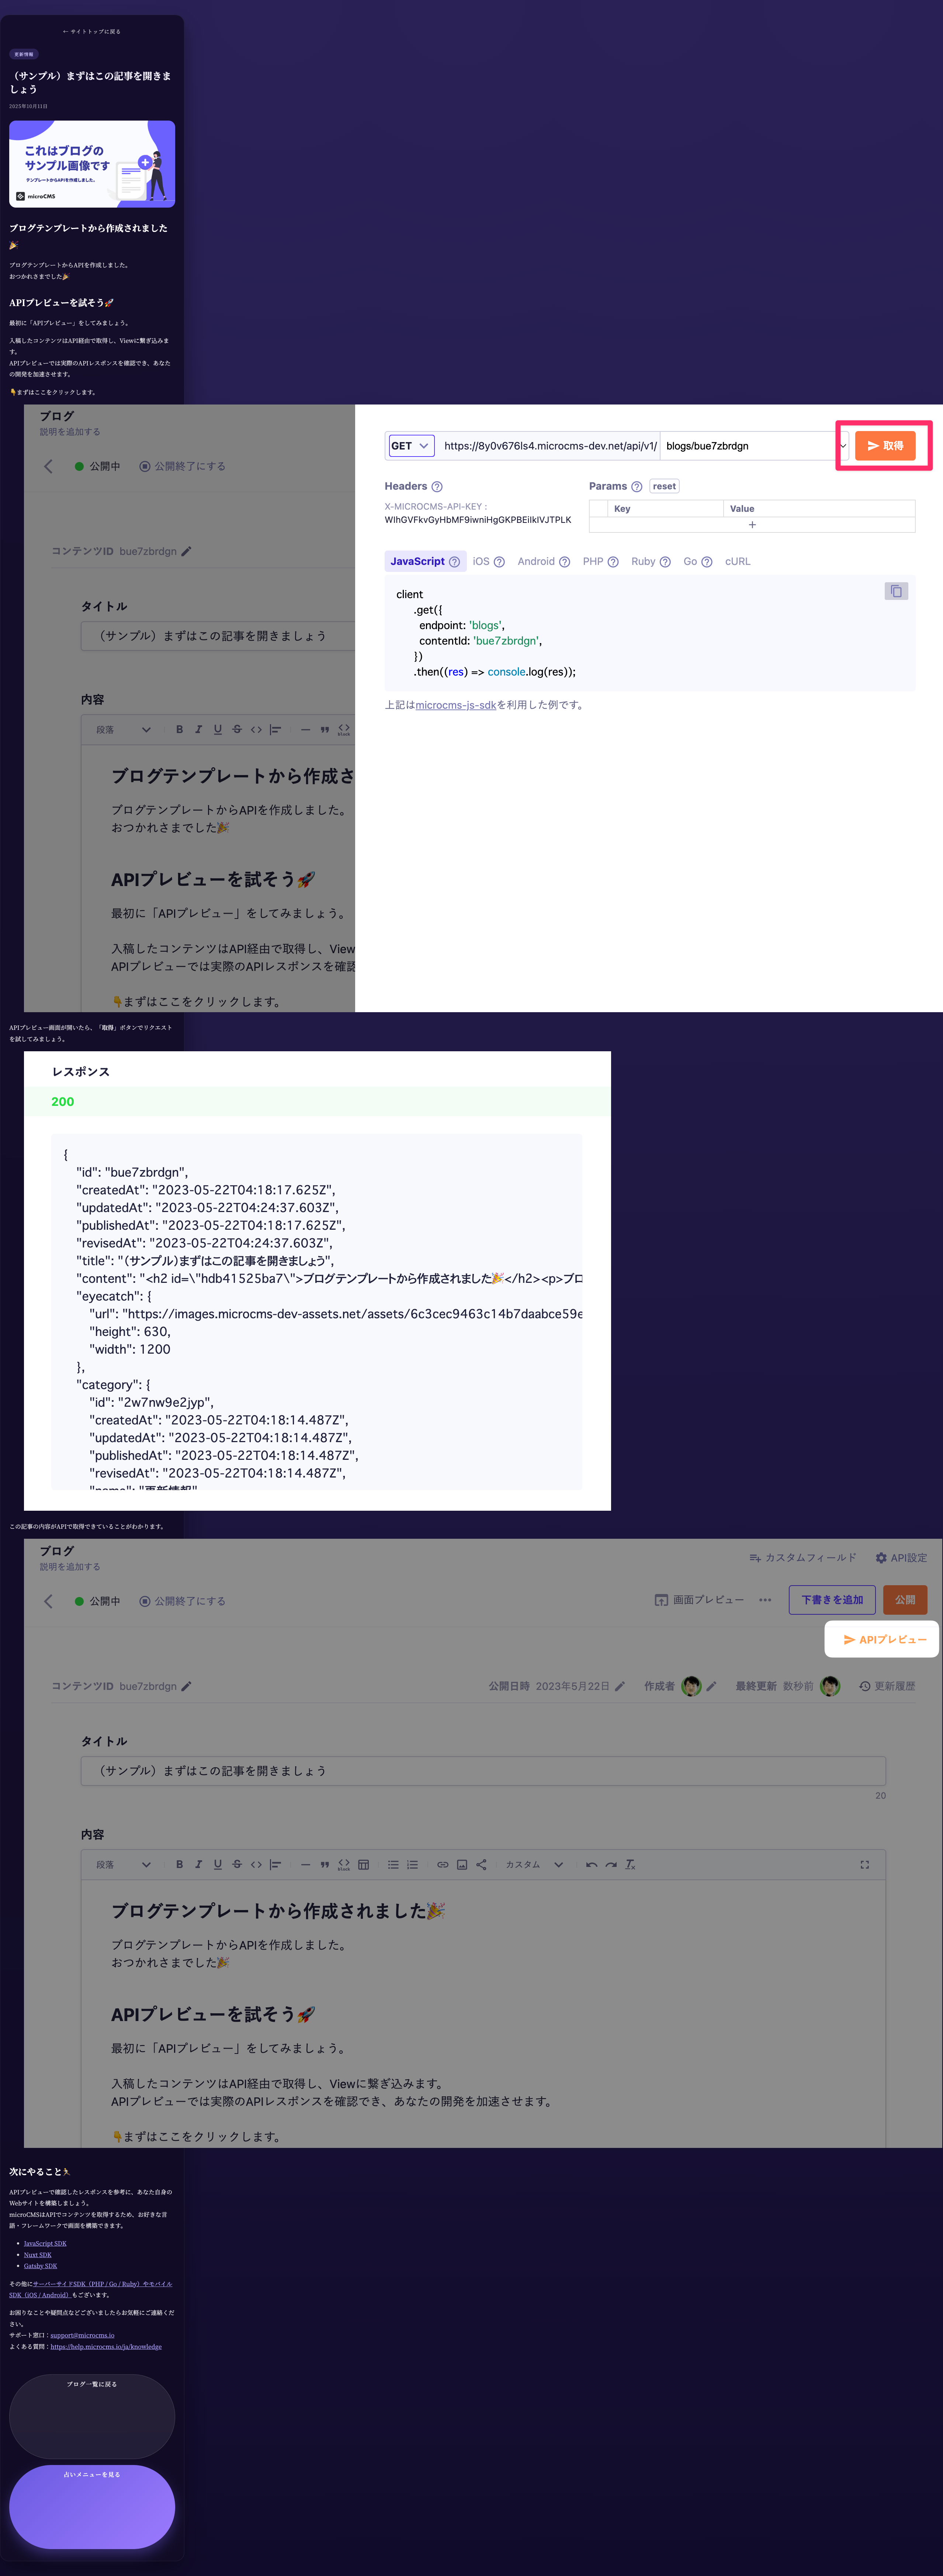 ← サイトトップに戻る
更新情報
（サンプル）まずはこの記事を開きま
しょう
2025年10月11日
これはブログの
サンプル画像です
テンプレートからAPIを作成しました。
microCMS
ブログテンプレートから作成されました
🎉
ブログテンプレートからAPIを作成しました。
おつかれさまでした🎉
APIプレビューを試そう🚀
最初に「APIプレビュー」をしてみましょう。
入稿したコンテンツはAPI経由で取得し、Viewに繋ぎ込みま
す。
APIプレビューでは実際のAPIレスポンスを確認でき、あなた
の開発を加速させます。
👇まずはここをクリックします。
ブログ
説明を追加する
公開中 公開終了にする
コンテンツID bue7zbrdgn
タイトル
（サンプル）まずはこの記事を開きましょう
内容
段落 B I U S Block
ブログテンプレートから作成さ
ブログテンプレートからAPIを作成しました。
おつかれさまでした🎉
APIプレビューを試そう🚀
最初に「APIプレビュー」をしてみましょう。
入稿したコンテンツはAPI経由で取得し、View
APIプレビューでは実際のAPIレスポンスを確認
👇まずはここをクリックします。
GET https://8y0v676ls4.microcms-dev.net/api/v1/ blogs/bue7zbrdgn 取得
Headers Params reset
X-MICROCMS-API-KEY :
WIhGVFkvGyHbMF9iwniHgGKPBEiIkIVJTPLK
Key Value
JavaScript iOS Android PHP Ruby Go cURL
client
.get({
endpoint: 'blogs',
contentId: 'bue7zbrdgn',
})
.then((res) => console.log(res));
上記はmicrocms-js-sdkを利用した例です。
APIプレビュー画面が開いたら、「取得」ボタンでリクエスト
を試してみましょう。
レスポンス
200
{
"id": "bue7zbrdgn",
"createdAt": "2023-05-22T04:18:17.625Z",
"updatedAt": "2023-05-22T04:24:37.603Z",
"publishedAt": "2023-05-22T04:18:17.625Z",
"revisedAt": "2023-05-22T04:24:37.603Z",
"title": "（サンプル）まずはこの記事を開きましょう",
"content": "<h2 id=\"hdb41525ba7\">ブログテンプレートから作成されました🎉</h2><p>ブロ
"eyecatch": {
"url": "https://images.microcms-dev-assets.net/assets/6c3cec9463c14b7daabce59e
"height": 630,
"width": 1200
},
"category": {
"id": "2w7nw9e2jyp",
"createdAt": "2023-05-22T04:18:14.487Z",
"updatedAt": "2023-05-22T04:18:14.487Z",
"publishedAt": "2023-05-22T04:18:14.487Z",
"revisedAt": "2023-05-22T04:18:14.487Z",
"name": "更新情報"
この記事の内容がAPIで取得できていることがわかります。
ブログ
説明を追加する
カスタムフィールド API設定
公開中 公開終了にする 画面プレビュー 下書きを追加 公開
APIプレビュー
コンテンツID bue7zbrdgn 公開日時 2023年5月22日 作成者 最終更新 数秒前 更新履歴
タイトル
（サンプル）まずはこの記事を開きましょう
20
内容
段落 B I U S Block カスタム
ブログテンプレートから作成されました🎉
ブログテンプレートからAPIを作成しました。
おつかれさまでした🎉
APIプレビューを試そう🚀
最初に「APIプレビュー」をしてみましょう。
入稿したコンテンツはAPI経由で取得し、Viewに繋ぎ込みます。
APIプレビューでは実際のAPIレスポンスを確認でき、あなたの開発を加速させます。
👇まずはここをクリックします。
次にやること🏃
APIプレビューで確認したレスポンスを参考に、あなた自身の
Webサイトを構築しましょう。
microCMSはAPIでコンテンツを取得するため、お好きな言
語・フレームワークで画面を構築できます。
JavaScript SDK
Nuxt SDK
Gatsby SDK
その他にサーバーサイドSDK（PHP / Go / Ruby）やモバイル
SDK（iOS / Android）もございます。
お困りなことや疑問点などございましたらお気軽にご連絡くだ
さい。
サポート窓口：support@microcms.io
よくある質問：https://help.microcms.io/ja/knowledge
ブログ一覧に戻る
占いメニューを見る